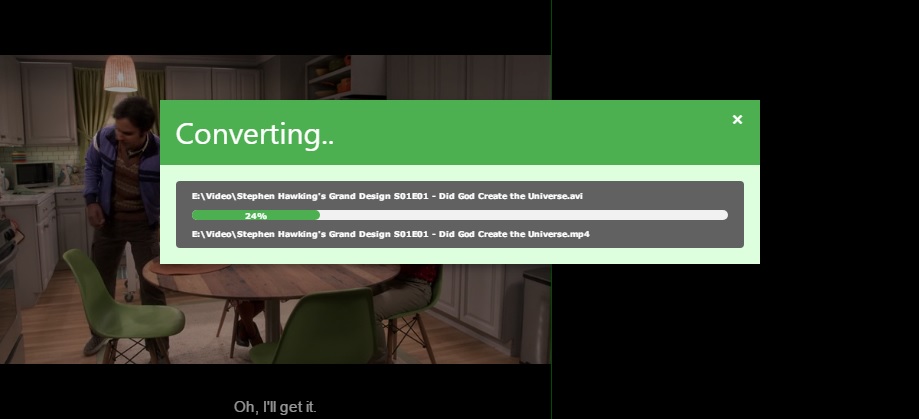 Converting..
×
E:\Video\Stephen Hawking's Grand Design S01E01 - Did God Create the Universe.avi
24%
E:\Video\Stephen Hawking's Grand Design S01E01 - Did God Create the Universe.mp4
Oh, I'll get it.